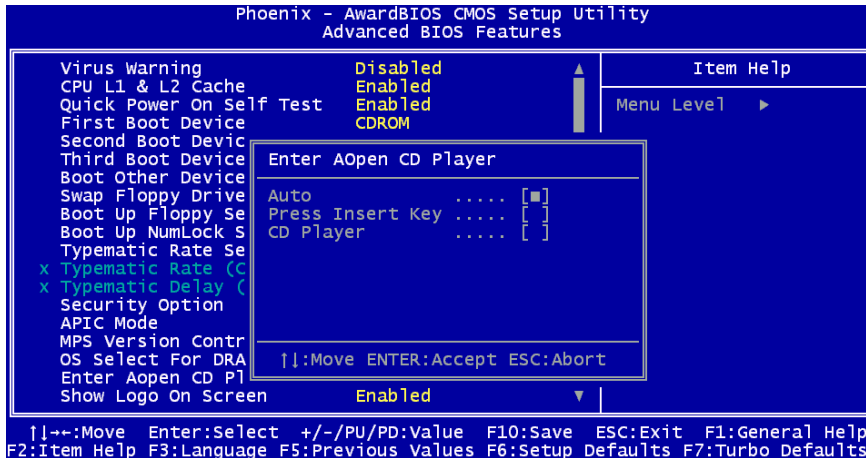 Phoenix - AwardBIOS CMOS Setup Utility
Advanced BIOS Features
Virus Warning Disabled
CPU L1 & L2 Cache Enabled
Quick Power On Self Test Enabled
First Boot Device CDROM
Second Boot Devic
Third Boot Device
Boot Other Device
Swap Floppy Drive
Boot Up Floppy Se
Boot Up NumLock S
Typematic Rate Se
x Typematic Rate (C
x Typematic Delay (
Security Option
APIC Mode
MPS Version Contr
OS Select For DRA
Enter Aopen CD Pl
Show Logo On Screen Enabled
Item Help
Menu Level ▶
Enter AOpen CD Player
Auto ..... [■]
Press Insert Key ..... [ ]
CD Player ..... [ ]
↑↓:Move ENTER:Accept ESC:Abort
↑↓→←:Move Enter:Select +/-/PU/PD:Value F10:Save ESC:Exit F1:General Help
F2:Item Help F3:Language F5:Previous Values F6:Setup Defaults F7:Turbo Defaults